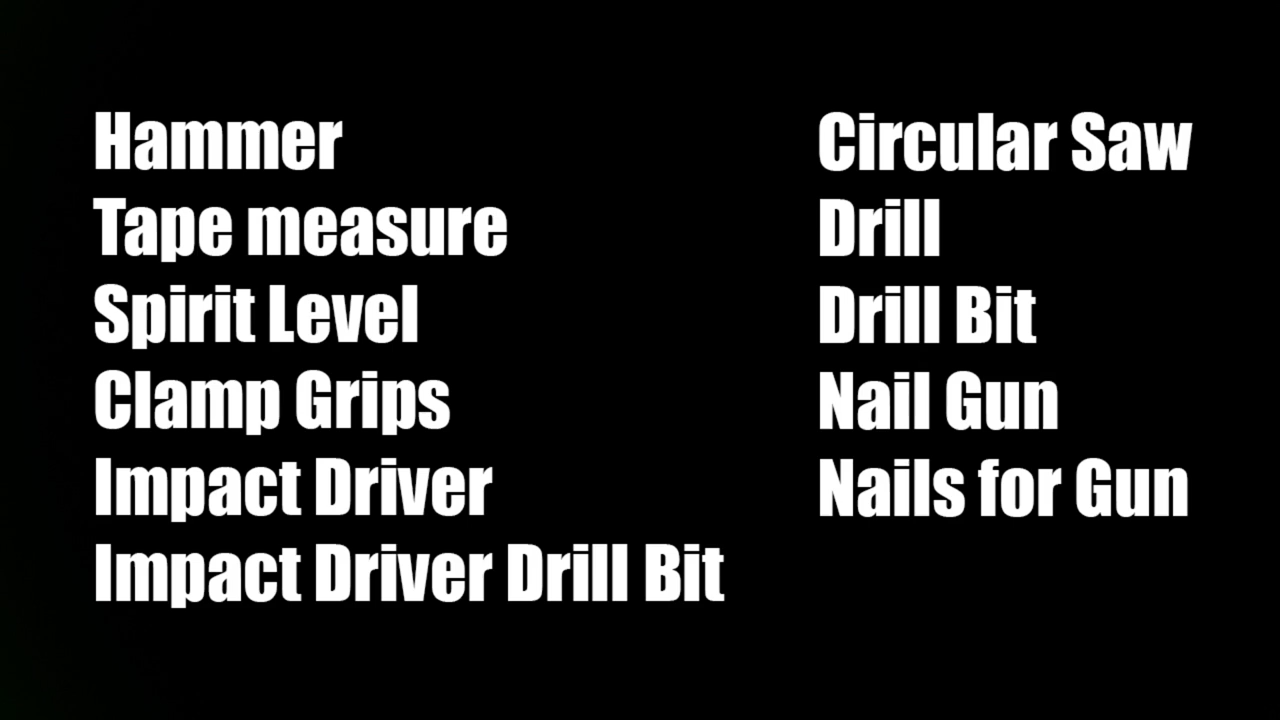 Hammer
Tape measure
Spirit Level
Clamp Grips
Impact Driver
Impact Driver Drill Bit
Circular Saw
Drill
Drill Bit
Nail Gun
Nails for Gun